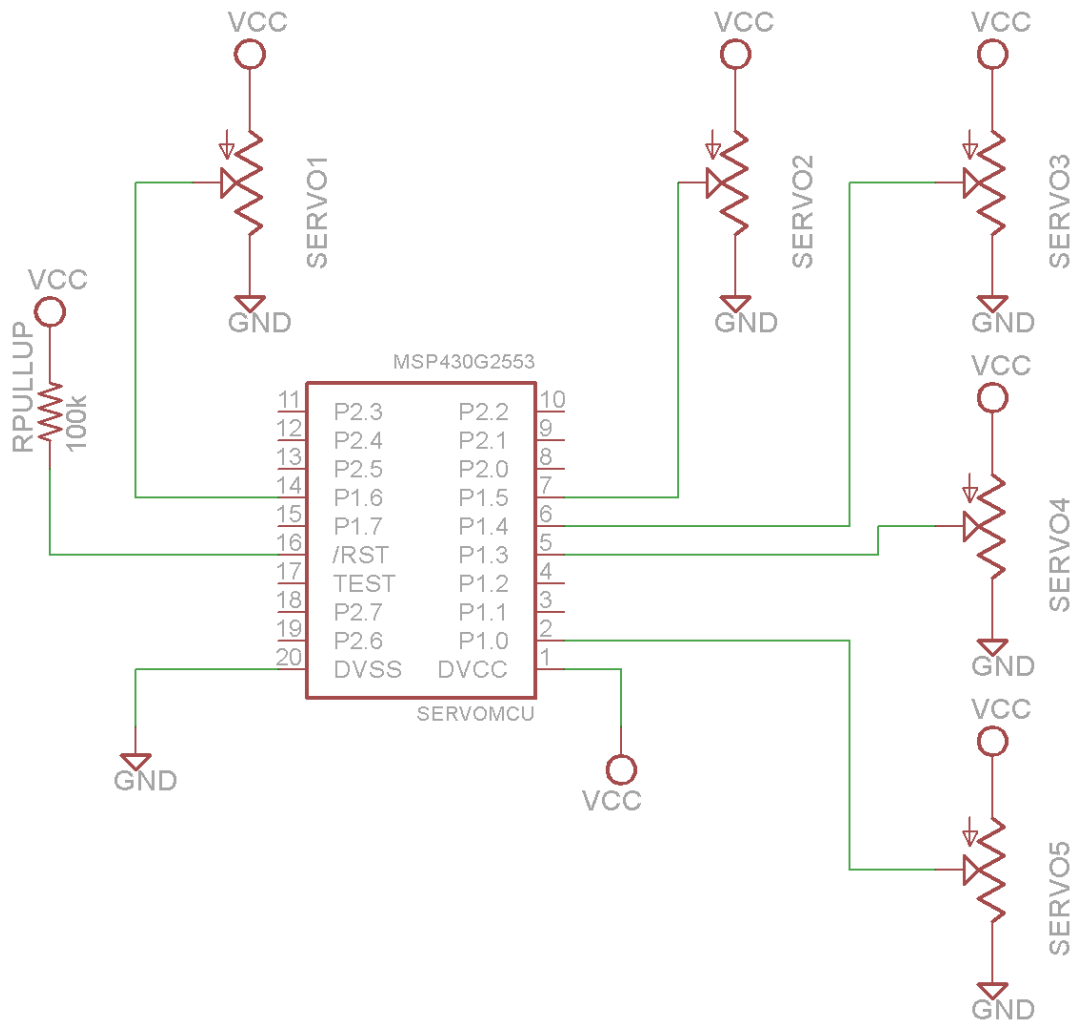 VCC
VCC
VCC
SERVO1
SERVO2
SERVO3
GND
GND
GND
VCC
RPULLUP
100k
MSP430G2553
11 P2.3 P2.2 10
12 P2.4 P2.1 9
13 P2.5 P2.0 8
14 P1.6 P1.5 7
15 P1.7 P1.4 6
16 /RST P1.3 5
17 TEST P1.2 4
18 P2.7 P1.1 3
19 P2.6 P1.0 2
20 DVSS DVCC 1
SERVOMCU
GND
VCC
VCC
SERVO4
GND
VCC
SERVO5
GND